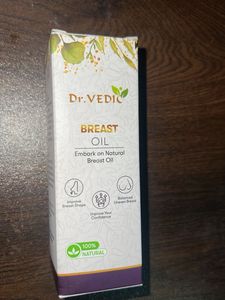 Dr.VEDIC
BREAST
OIL
Embark on Natural
Breast Oil
Improve
Breast Shape
Improve Your
Confidence
Balanced
Uneven Breast
100%
NATURAL